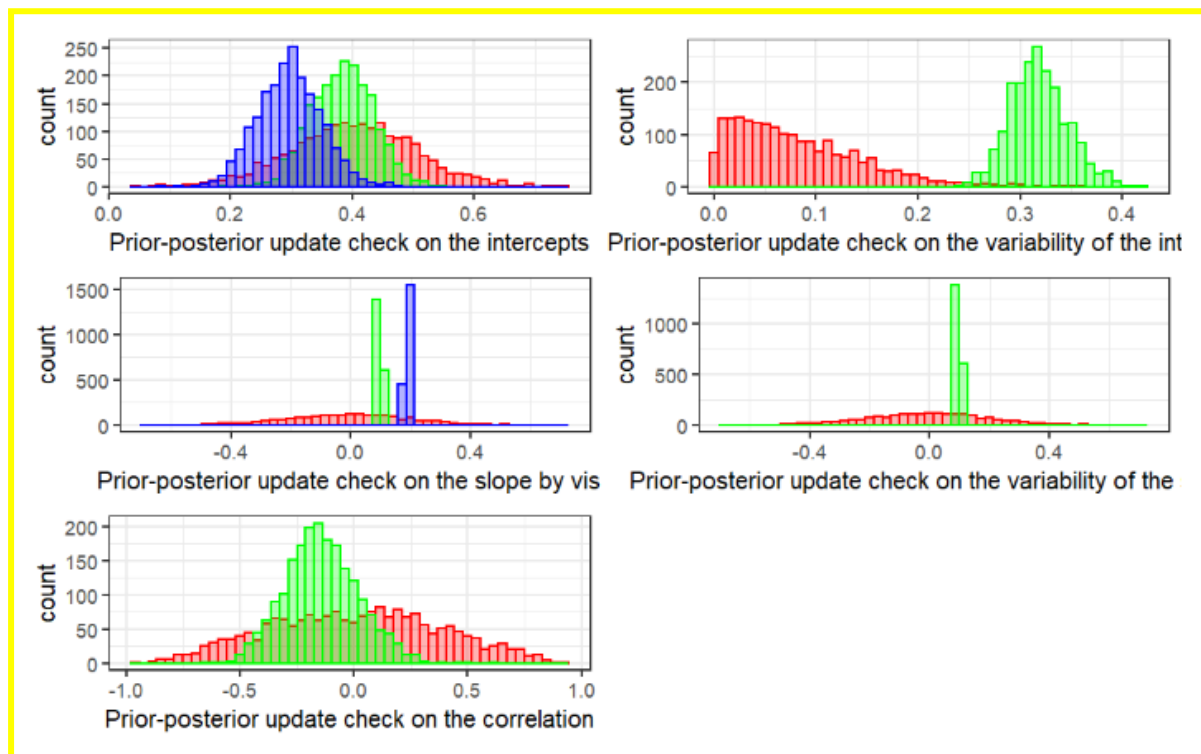 250
200
150
100
50
0
count
0.0 0.2 0.4 0.6
Prior-posterior update check on the intercepts
200
100
0
count
0.0 0.1 0.2 0.3 0.4
Prior-posterior update check on the variability of the int
1500
1000
500
0
count
-0.4 0.0 0.4
Prior-posterior update check on the slope by vis
1000
500
0
count
-0.4 0.0 0.4
Prior-posterior update check on the variability of the
200
150
100
50
0
count
-1.0 -0.5 0.0 0.5 1.0
Prior-posterior update check on the correlation